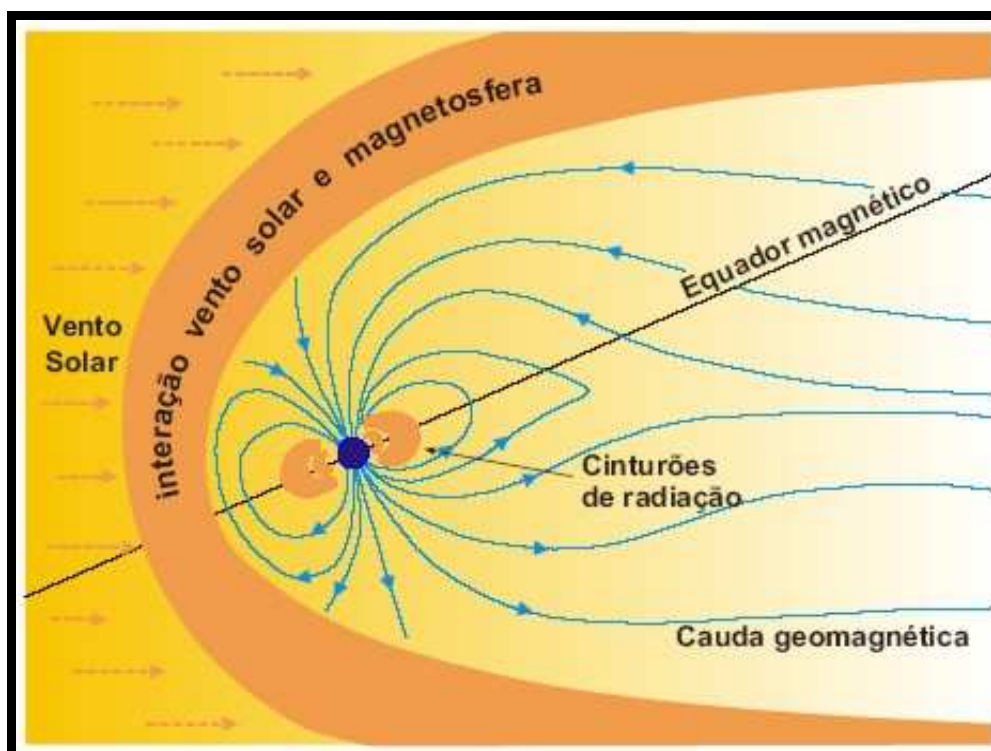 interação vento solar e magnetosfera
Equador magnético
Vento
Solar
Cinturões
de radiação
Cauda geomagnética